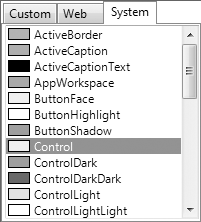 Custom Web System
ActiveBorder
ActiveCaption
ActiveCaptionText
AppWorkspace
ButtonFace
ButtonHighlight
ButtonShadow
Control
ControlDark
ControlDarkDark
ControlLight
ControlLightLight